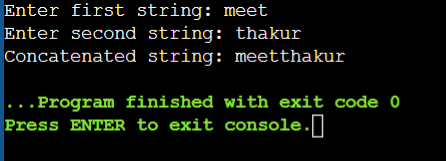 Enter first string: meet
Enter second string: thakur
Concatenated string: meetthakur
...Program finished with exit code 0
Press ENTER to exit console.